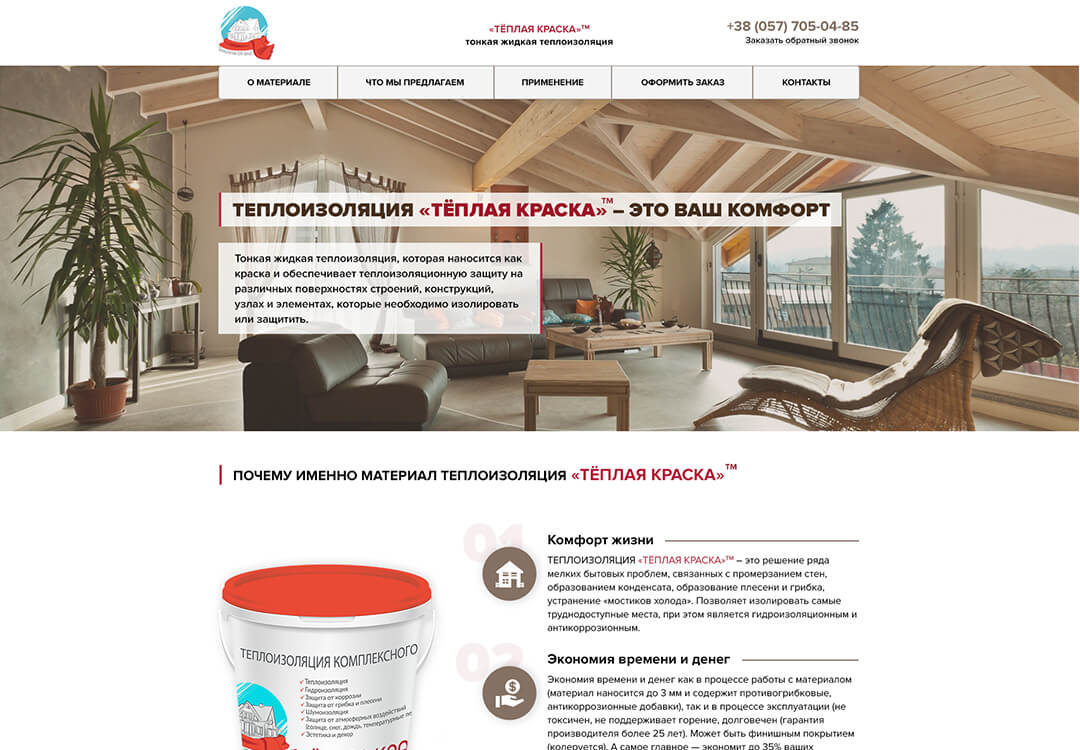 «ТЁПЛАЯ КРАСКА»™
тонкая жидкая теплоизоляция
+38 (057) 705-04-85
Заказать обратный звонок
О МАТЕРИАЛЕ
ЧТО МЫ ПРЕДЛАГАЕМ
ПРИМЕНЕНИЕ
ОФОРМИТЬ ЗАКАЗ
КОНТАКТЫ
ТЕПЛОИЗОЛЯЦИЯ «ТЁПЛАЯ КРАСКА»™ – ЭТО ВАШ КОМФОРТ
Тонкая жидкая теплоизоляция, которая наносится как
краска и обеспечивает теплоизоляционную защиту на
различных поверхностях строений, конструкций,
узлах и элементах, которые необходимо изолировать
или защитить.
ПОЧЕМУ ИМЕННО МАТЕРИАЛ ТЕПЛОИЗОЛЯЦИЯ «ТЁПЛАЯ КРАСКА»™
01
Комфорт жизни
ТЕПЛОИЗОЛЯЦИЯ «ТЁПЛАЯ КРАСКА»™ – это решение ряда
мелких бытовых проблем, связанных с промерзанием стен,
образованием конденсата, образование плесени и грибка,
устранение «мостиков холода». Позволяет изолировать самые
труднодоступные места, при этом является гидроизоляционным и
антикоррозионным.
02
Экономия времени и денег
Экономия времени и денег как в процессе работы с материалом
(материал наносится до 3 мм и содержит противогрибковые,
антикоррозионные добавки), так и в процессе эксплуатации (не
токсичен, не поддерживает горение, долговечен (гарантия
производителя более 25 лет). Может быть финишным покрытием
(колеруется). А самое главное — экономит до 35% ваших
ТЕПЛОИЗОЛЯЦИЯ КОМПЛЕКСНОГО
Теплоизоляция
Гидроизоляция
Защита от коррозии
Защита от грибка и плесени
Шумоизоляция
Защита от атмосферных воздействий
(солнце, снег, дождь, температурные
Эстетика и декор